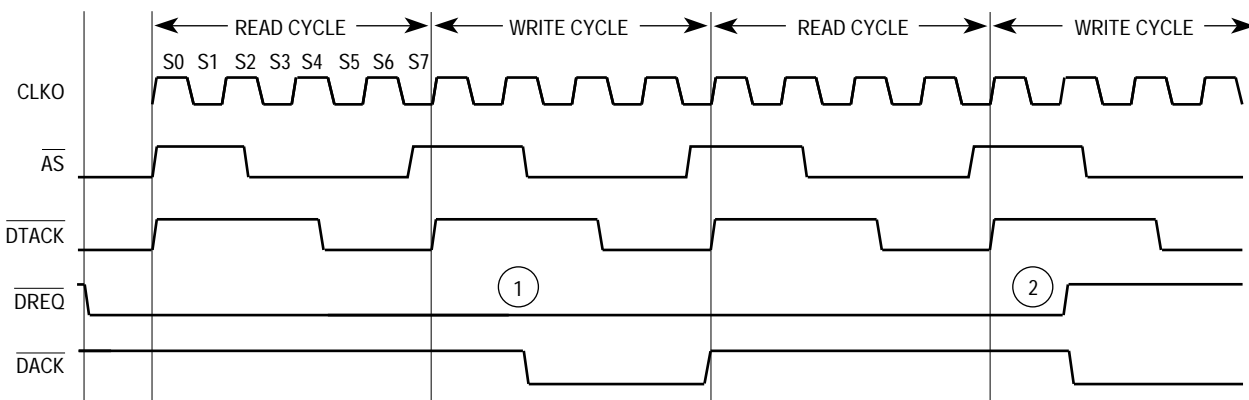 READ CYCLE WRITE CYCLE READ CYCLE WRITE CYCLE
S0 S1 S2 S3 S4 S5 S6 S7
CLKO
AS
DTACK
DREQ 1 2
DACK